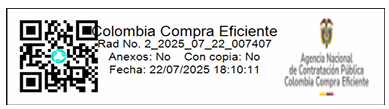 Colombia Compra Eficiente
Rad No. 2_2025_07_22_007407
Anexos: No    Con copia: No
Fecha: 22/07/2025 18:10:11
Agencia Nacional
de Contratación Pública
Colombia Compra Eficiente